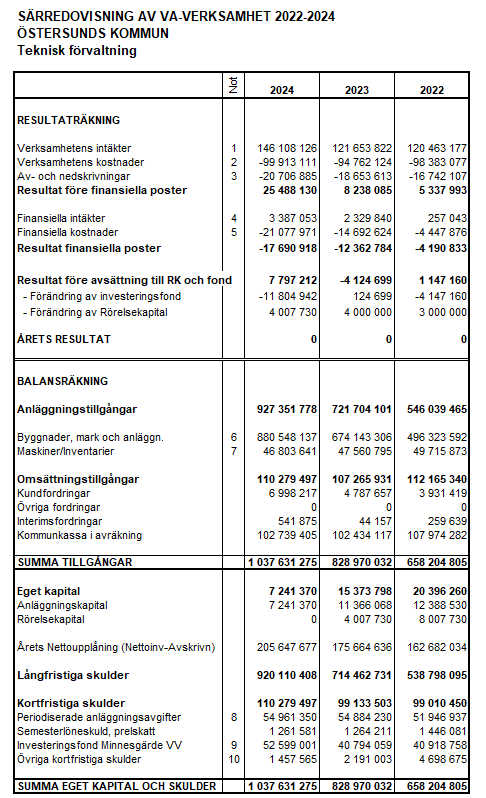 SÄRREDOVISNING AV VA-VERKSAMHET 2022-2024
ÖSTERSUNDS KOMMUN
Teknisk förvaltning
Not 2024 2023 2022
RESULTATRÄKNING
Verksamhetens intäkter 1 146 108 126 121 653 822 120 463 177
Verksamhetens kostnader 2 -99 913 111 -94 762 124 -98 383 077
Av- och nedskrivningar 3 -20 706 885 -18 653 613 -16 742 107
Resultat före finansiella poster 25 488 130 8 238 085 5 337 993
Finansiella intäkter 4 3 387 053 2 329 840 257 043
Finansiella kostnader 5 -21 077 971 -14 692 624 -4 447 876
Resultat finansiella poster -17 690 918 -12 362 784 -4 190 833
Resultat före avsättning till RK och fond 7 797 212 -4 124 699 1 147 160
- Förändring av investeringsfond -11 804 942 124 699 -4 147 160
- Förändring av Rörelsekapital 4 007 730 4 000 000 3 000 000
ÅRETS RESULTAT 0 0 0
BALANSRÄKNING
Anläggningstillgångar 927 351 778 721 704 101 546 039 465
Byggnader, mark och anläggn. 6 880 548 137 674 143 306 496 323 592
Maskiner/Inventarier 7 46 803 641 47 560 795 49 715 873
Omsättningstillgångar 110 279 497 107 265 931 112 165 340
Kundfordringar 6 998 217 4 787 657 3 931 419
Övriga fordringar 0 0 0
Interimsfordringar 541 875 44 157 259 639
Kommunkassa i avräkning 102 739 405 102 434 117 107 974 282
SUMMA TILLGÅNGAR 1 037 631 275 828 970 032 658 204 805
Eget kapital 7 241 370 15 373 798 20 396 260
Anläggningskapital 7 241 370 11 366 068 12 388 530
Rörelsekapital 0 4 007 730 8 007 730
Årets Nettoupplåning (Nettoinv-Avskrivn) 205 647 677 175 664 636 162 682 034
Långfristiga skulder 920 110 408 714 462 731 538 798 095
Kortfristiga skulder 110 279 497 99 133 503 99 010 450
Periodiserade anläggningsavgifter 8 54 961 350 54 884 230 51 946 937
Semesterlöneskuld, prelskatt 1 261 581 1 264 211 1 446 081
Investeringsfond Minnesgärde VV 9 52 599 001 40 794 059 40 918 758
Övriga kortfristiga skulder 10 1 457 565 2 191 003 4 698 675
SUMMA EGET KAPITAL OCH SKULDER 1 037 631 275 828 970 032 658 204 805